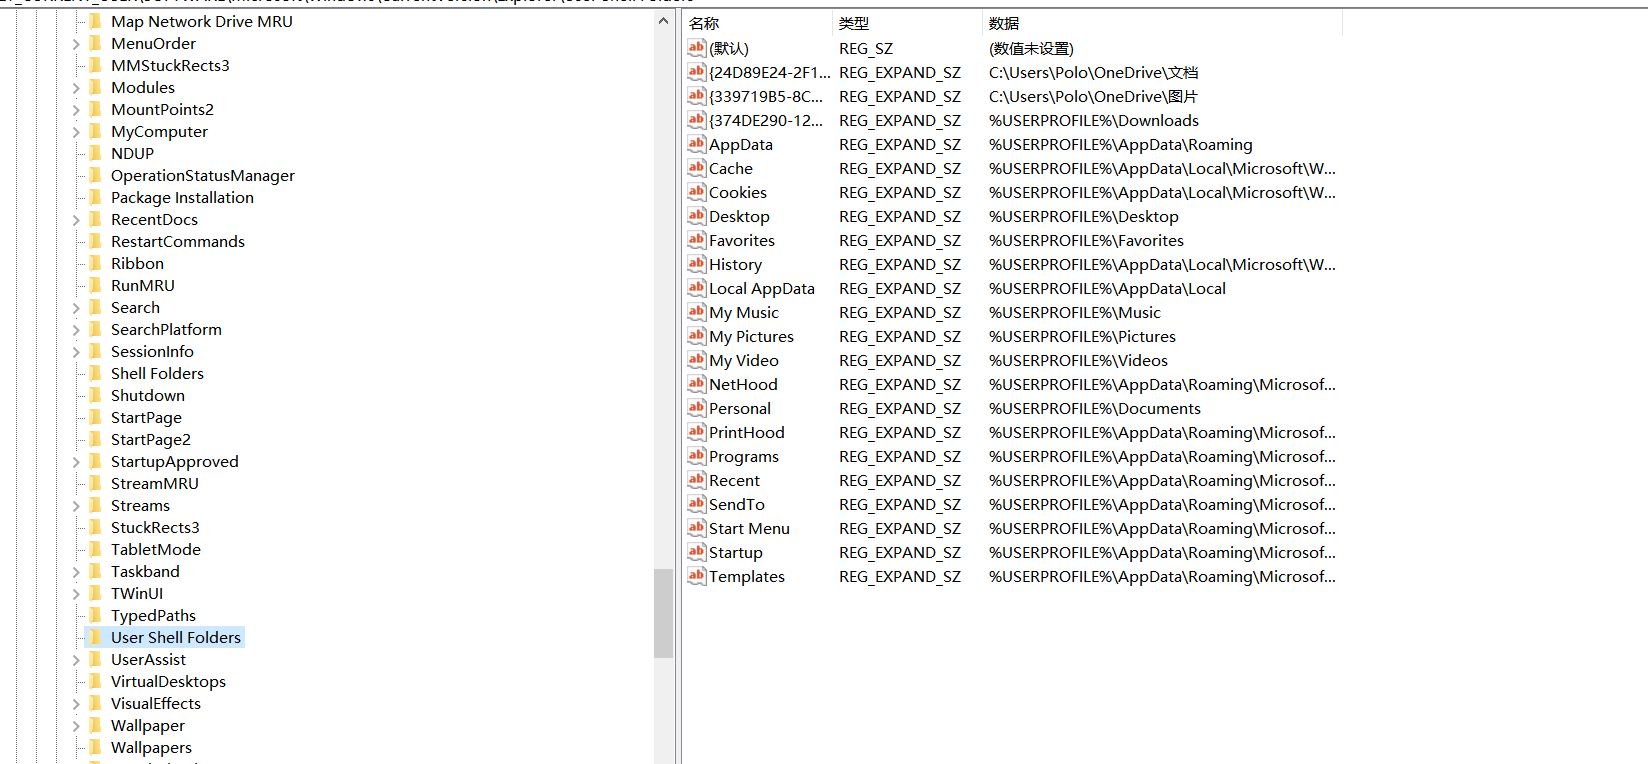 Map Network Drive MRU
MenuOrder
MMStuckRects3
Modules
MountPoints2
MyComputer
NDUP
OperationStatusManager
Package Installation
RecentDocs
RestartCommands
Ribbon
RunMRU
Search
SearchPlatform
SessionInfo
Shell Folders
Shutdown
StartPage
StartPage2
StartupApproved
StreamMRU
Streams
StuckRects3
TabletMode
Taskband
TWinUI
TypedPaths
User Shell Folders
UserAssist
VirtualDesktops
VisualEffects
Wallpaper
Wallpapers
名称 类型 数据
(默认) REG_SZ (数值未设置)
{24D89E24-2F1... REG_EXPAND_SZ C:\Users\Polo\OneDrive\文档
{339719B5-8C... REG_EXPAND_SZ C:\Users\Polo\OneDrive\图片
{374DE290-12... REG_EXPAND_SZ %USERPROFILE%\Downloads
AppData REG_EXPAND_SZ %USERPROFILE%\AppData\Roaming
Cache REG_EXPAND_SZ %USERPROFILE%\AppData\Local\Microsoft\W...
Cookies REG_EXPAND_SZ %USERPROFILE%\AppData\Local\Microsoft\W...
Desktop REG_EXPAND_SZ %USERPROFILE%\Desktop
Favorites REG_EXPAND_SZ %USERPROFILE%\Favorites
History REG_EXPAND_SZ %USERPROFILE%\AppData\Local\Microsoft\W...
Local AppData REG_EXPAND_SZ %USERPROFILE%\AppData\Local
My Music REG_EXPAND_SZ %USERPROFILE%\Music
My Pictures REG_EXPAND_SZ %USERPROFILE%\Pictures
My Video REG_EXPAND_SZ %USERPROFILE%\Videos
NetHood REG_EXPAND_SZ %USERPROFILE%\AppData\Roaming\Microsof...
Personal REG_EXPAND_SZ %USERPROFILE%\Documents
PrintHood REG_EXPAND_SZ %USERPROFILE%\AppData\Roaming\Microsof...
Programs REG_EXPAND_SZ %USERPROFILE%\AppData\Roaming\Microsof...
Recent REG_EXPAND_SZ %USERPROFILE%\AppData\Roaming\Microsof...
SendTo REG_EXPAND_SZ %USERPROFILE%\AppData\Roaming\Microsof...
Start Menu REG_EXPAND_SZ %USERPROFILE%\AppData\Roaming\Microsof...
Startup REG_EXPAND_SZ %USERPROFILE%\AppData\Roaming\Microsof...
Templates REG_EXPAND_SZ %USERPROFILE%\AppData\Roaming\Microsof...